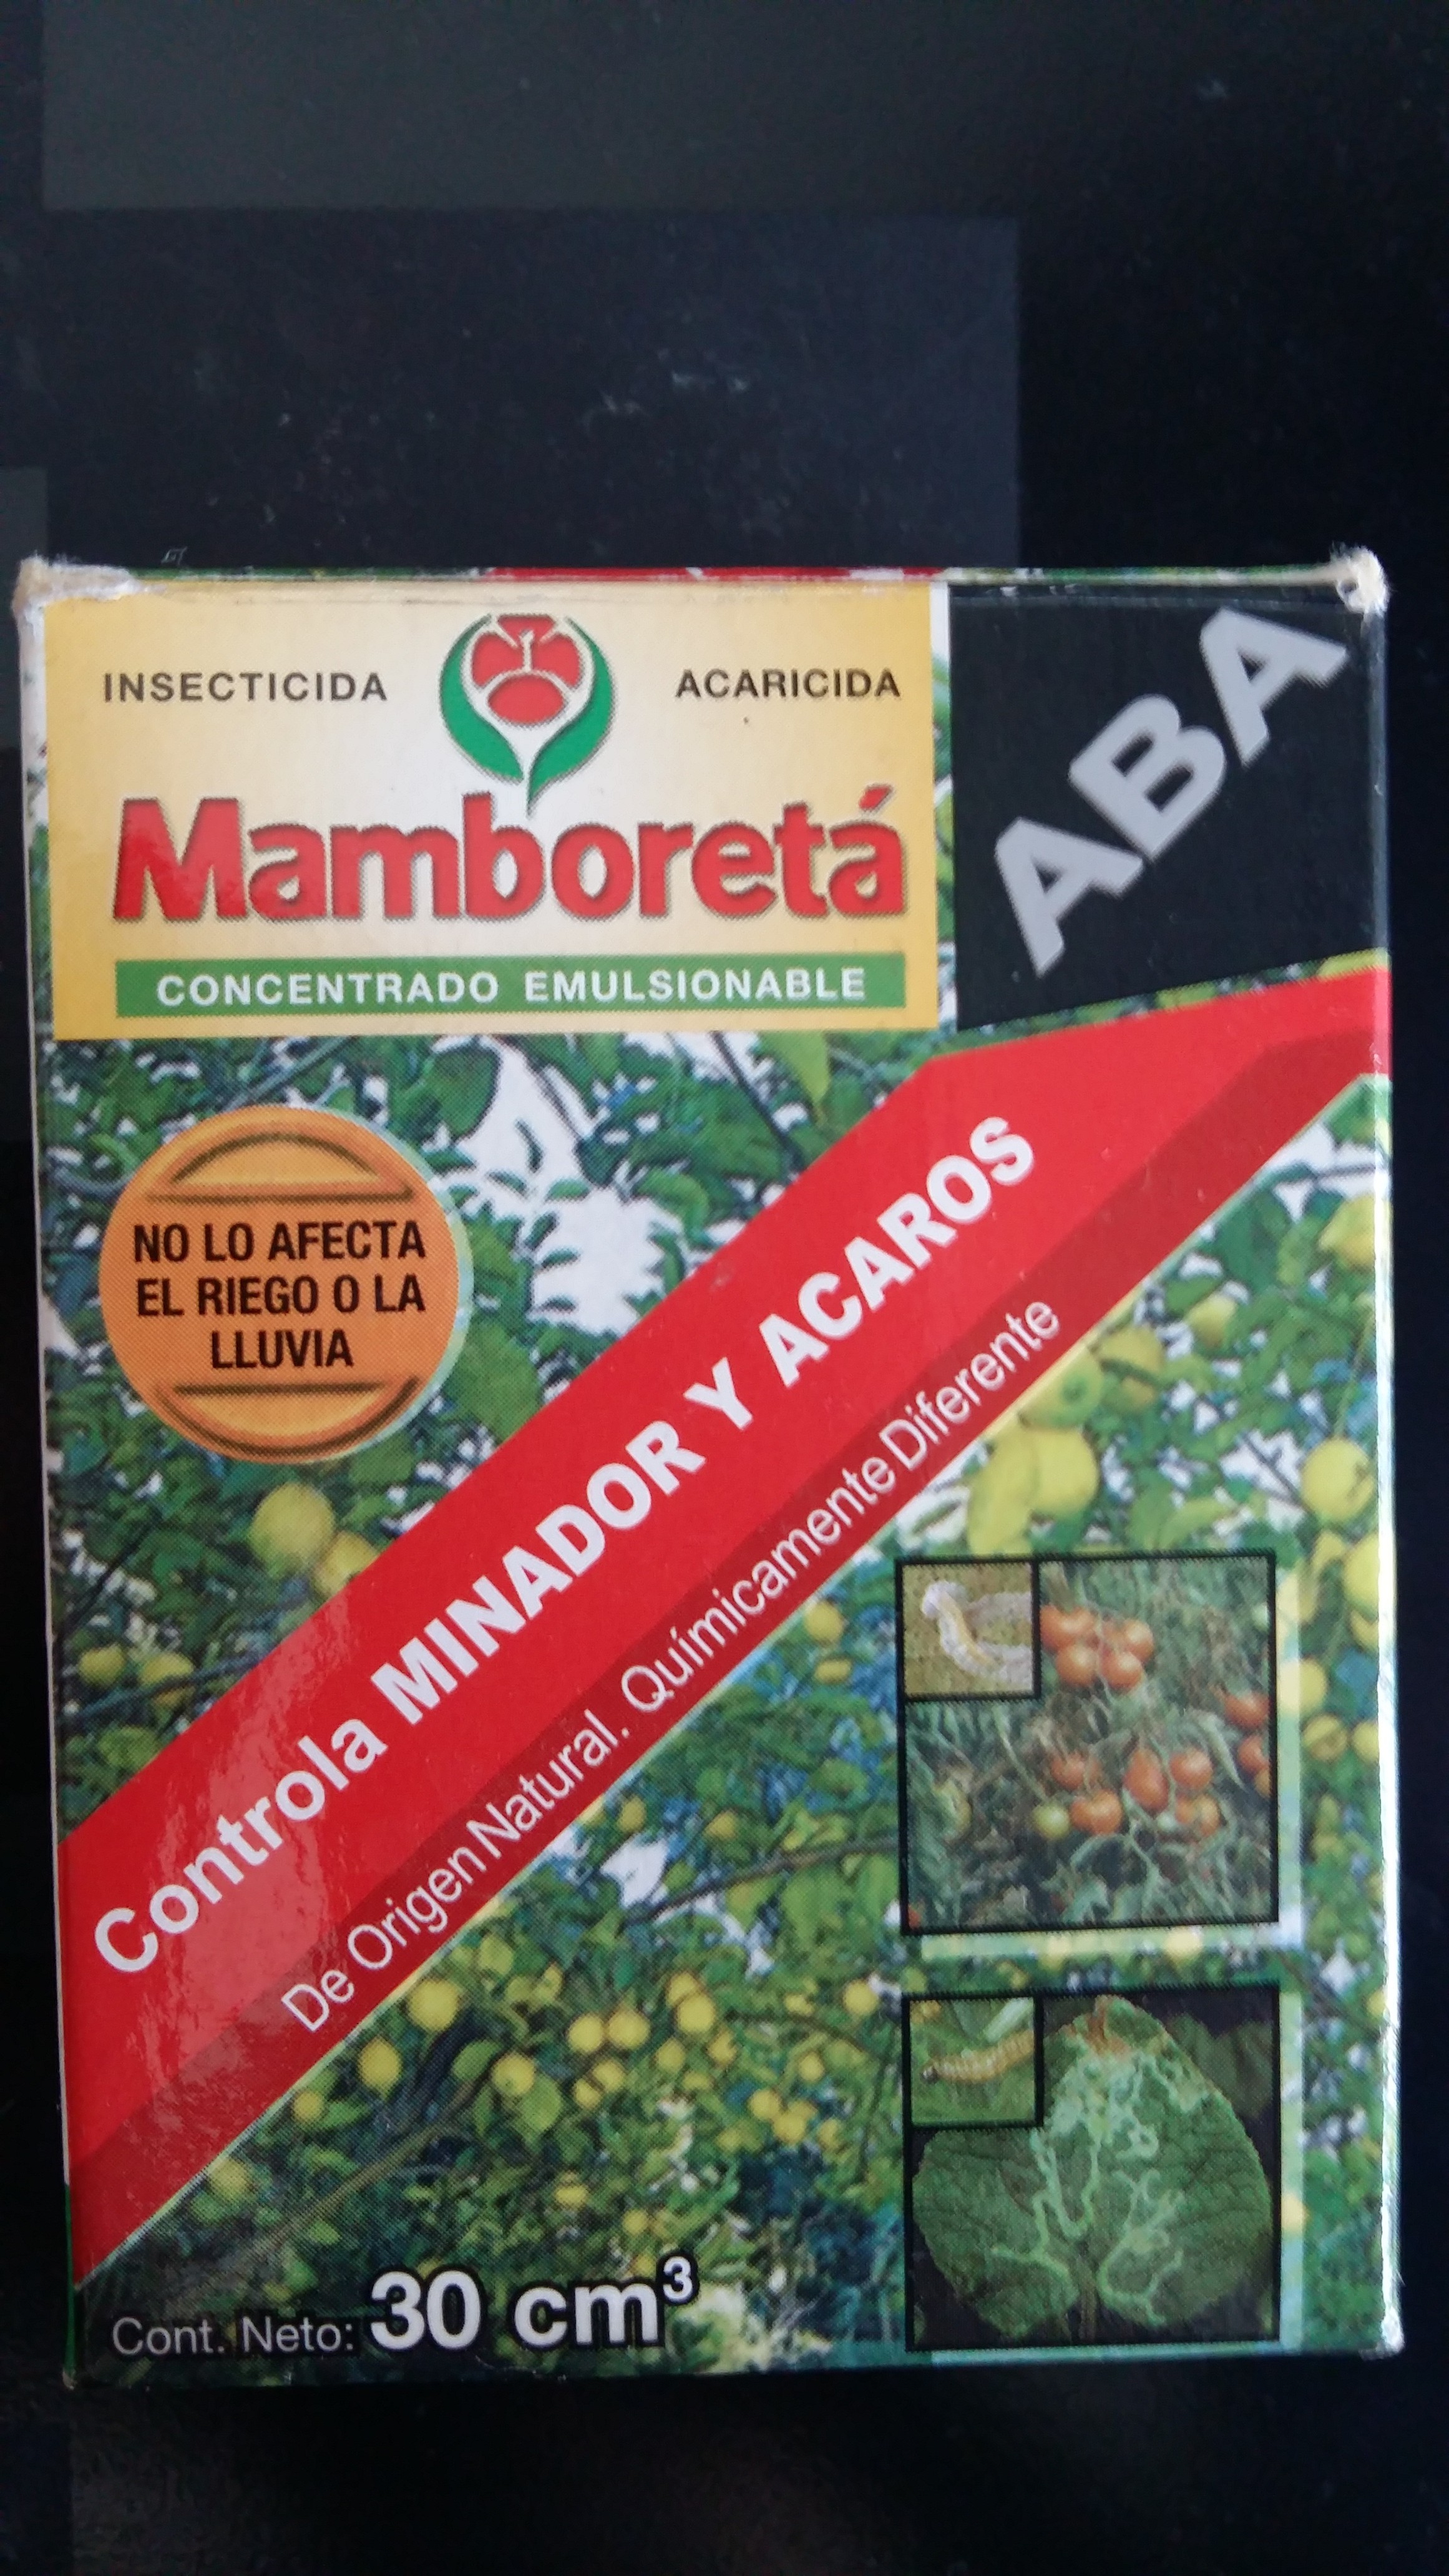 INSECTICIDA ACARICIDA
Mamboretá
CONCENTRADO EMULSIONABLE
ABA
NO LO AFECTA
EL RIEGO O LA
LLUVIA
Controla MINADOR Y ACAROS
De Origen Natural. Químicamente Diferente
Cont. Neto: 30 cm³